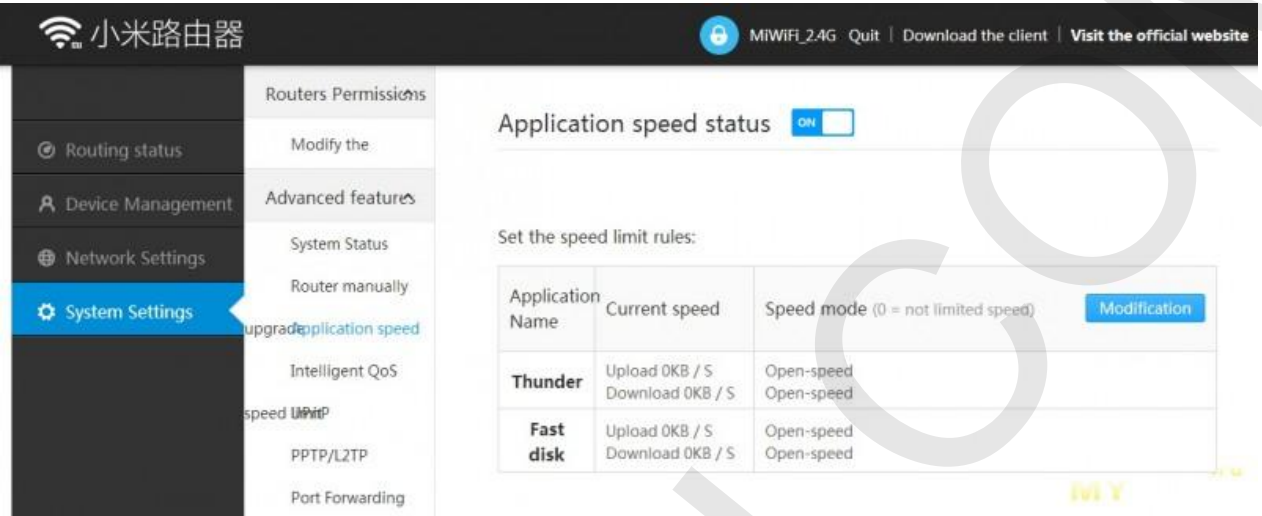 小米路由器
MiWiFi_2.4G Quit | Download the client | Visit the official website
Routing status
Device Management
Network Settings
System Settings
Routers Permissions
Modify the
Advanced features
System Status
Router manually
upgrade Application speed
Intelligent QoS
speed limit UPnP
PPTP/L2TP
Port Forwarding
Application speed status ON
Set the speed limit rules:
Application Name
Current speed
Speed mode (0 = not limited speed)
Modification
Thunder
Upload 0KB / S
Download 0KB / S
Open-speed
Open-speed
Fast
disk
Upload 0KB / S
Download 0KB / S
Open-speed
Open-speed
MY